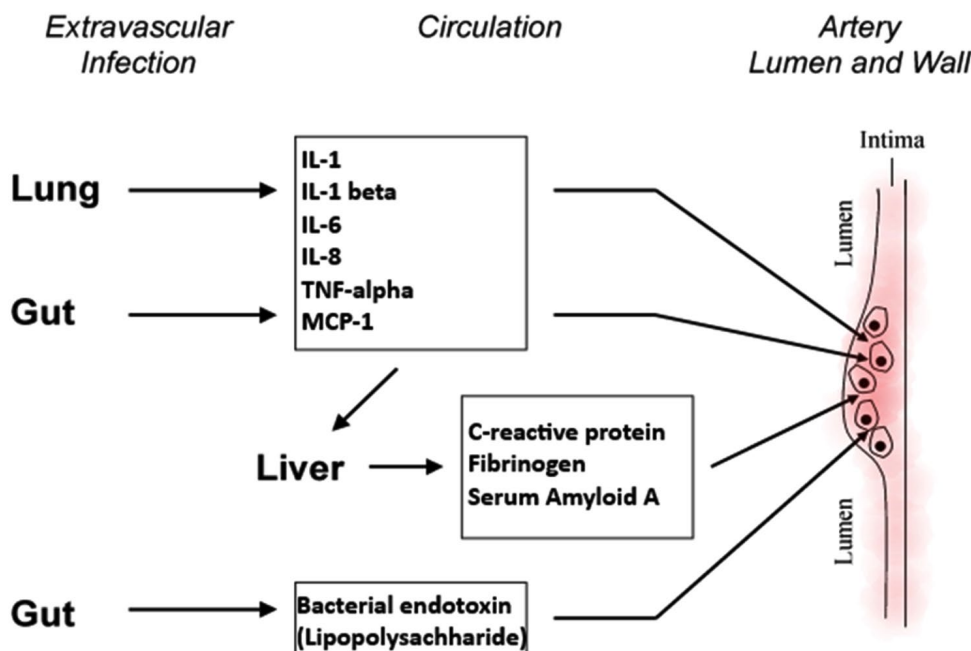 Extravascular
Infection
Circulation
Artery
Lumen and Wall
Intima
Lumen
Lung
IL-1
IL-1 beta
IL-6
IL-8
TNF-alpha
MCP-1
Gut
Liver
C-reactive protein
Fibrinogen
Serum Amyloid A
Lumen
Gut
Bacterial endotoxin
(Lipopolysachharide)